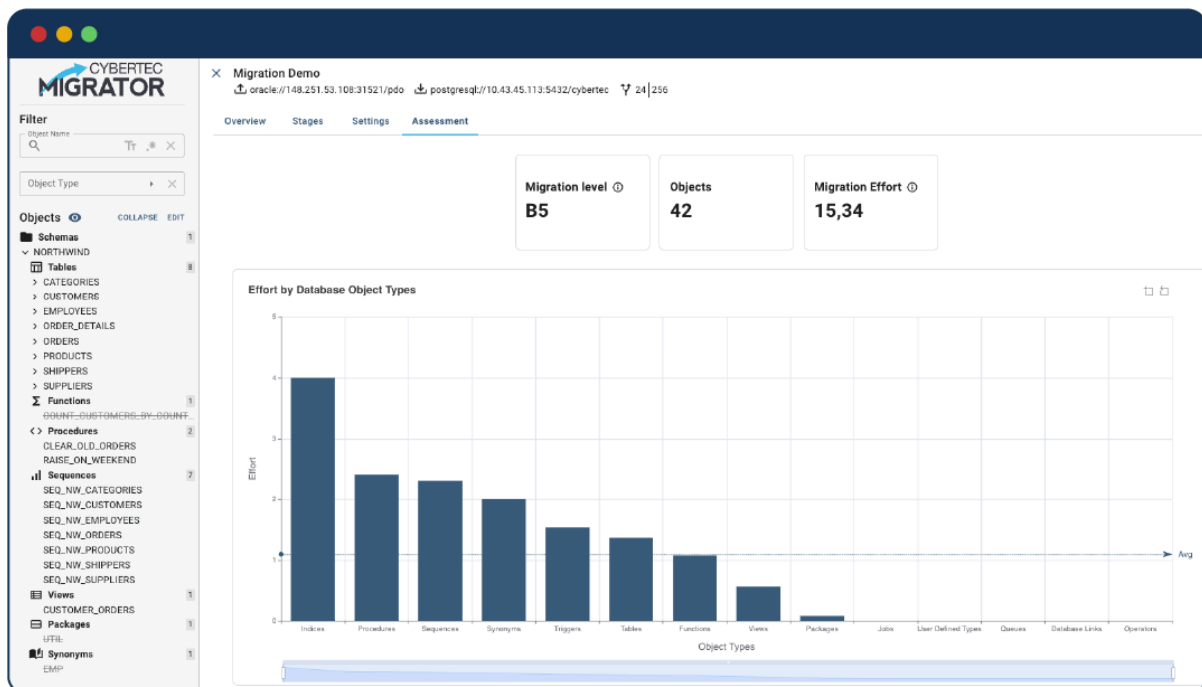 CYBERTEC
MIGRATOR
Filter
Object Name
Tт .*
Object Type
Objects COLLAPSE EDIT
Schemas 1
NORTHWIND
Tables 8
CATEGORIES
CUSTOMERS
EMPLOYEES
ORDER_DETAILS
ORDERS
PRODUCTS
SHIPPERS
SUPPLIERS
Functions 1
COUNT_CUSTOMERS_BY_COUNT...
Procedures 2
CLEAR_OLD_ORDERS
RAISE_ON_WEEKEND
Sequences 7
SEQ_NW_CATEGORIES
SEQ_NW_CUSTOMERS
SEQ_NW_EMPLOYEES
SEQ_NW_ORDERS
SEQ_NW_PRODUCTS
SEQ_NW_SHIPPERS
SEQ_NW_SUPPLIERS
Views 1
CUSTOMER_ORDERS
Packages 1
UTIL
Synonyms 1
EMP
Migration Demo
oracle://148.251.53.108:31521/pdo postgresql://10.43.45.113:5432/cybertec 24|256
Overview Stages Settings Assessment
Migration level
B5
Objects
42
Migration Effort
15,34
Effort by Database Object Types
5
4
3
2
1
0
Effort
Avg
Indices Procedures Sequences Synonyms Triggers Tables Functions Views Packages Jobs User Defined Types Queues Database Links Operators
Object Types